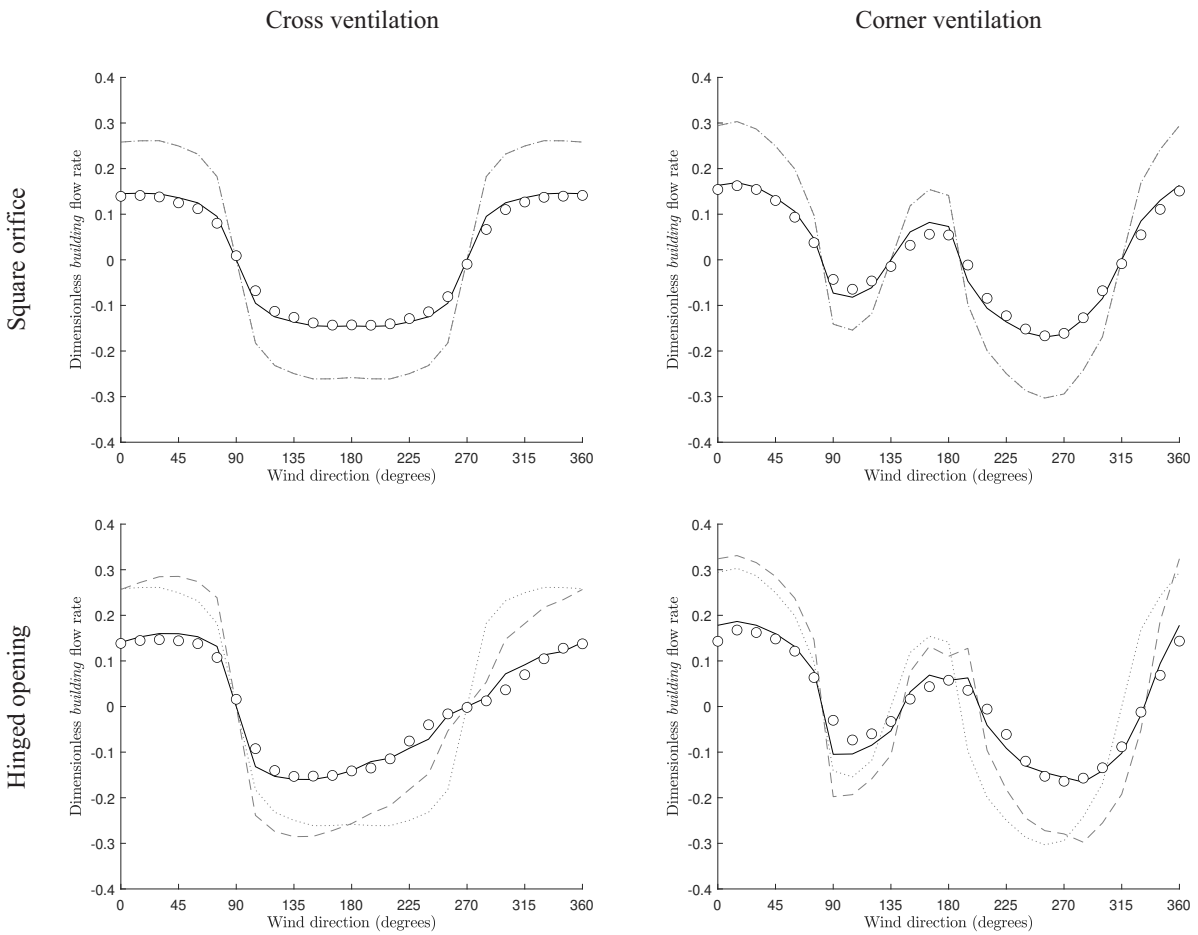 Cross ventilation
Corner ventilation
Square orifice
Hinged opening
0.4
0.3
0.2
0.1
0
-0.1
-0.2
-0.3
-0.4
Dimensionless building flow rate
0 45 90 135 180 225 270 315 360
Wind direction (degrees)
0.4
0.3
0.2
0.1
0
-0.1
-0.2
-0.3
-0.4
Dimensionless building flow rate
0 45 90 135 180 225 270 315 360
Wind direction (degrees)
0.4
0.3
0.2
0.1
0
-0.1
-0.2
-0.3
-0.4
Dimensionless building flow rate
0 45 90 135 180 225 270 315 360
Wind direction (degrees)
0.4
0.3
0.2
0.1
0
-0.1
-0.2
-0.3
-0.4
Dimensionless building flow rate
0 45 90 135 180 225 270 315 360
Wind direction (degrees)